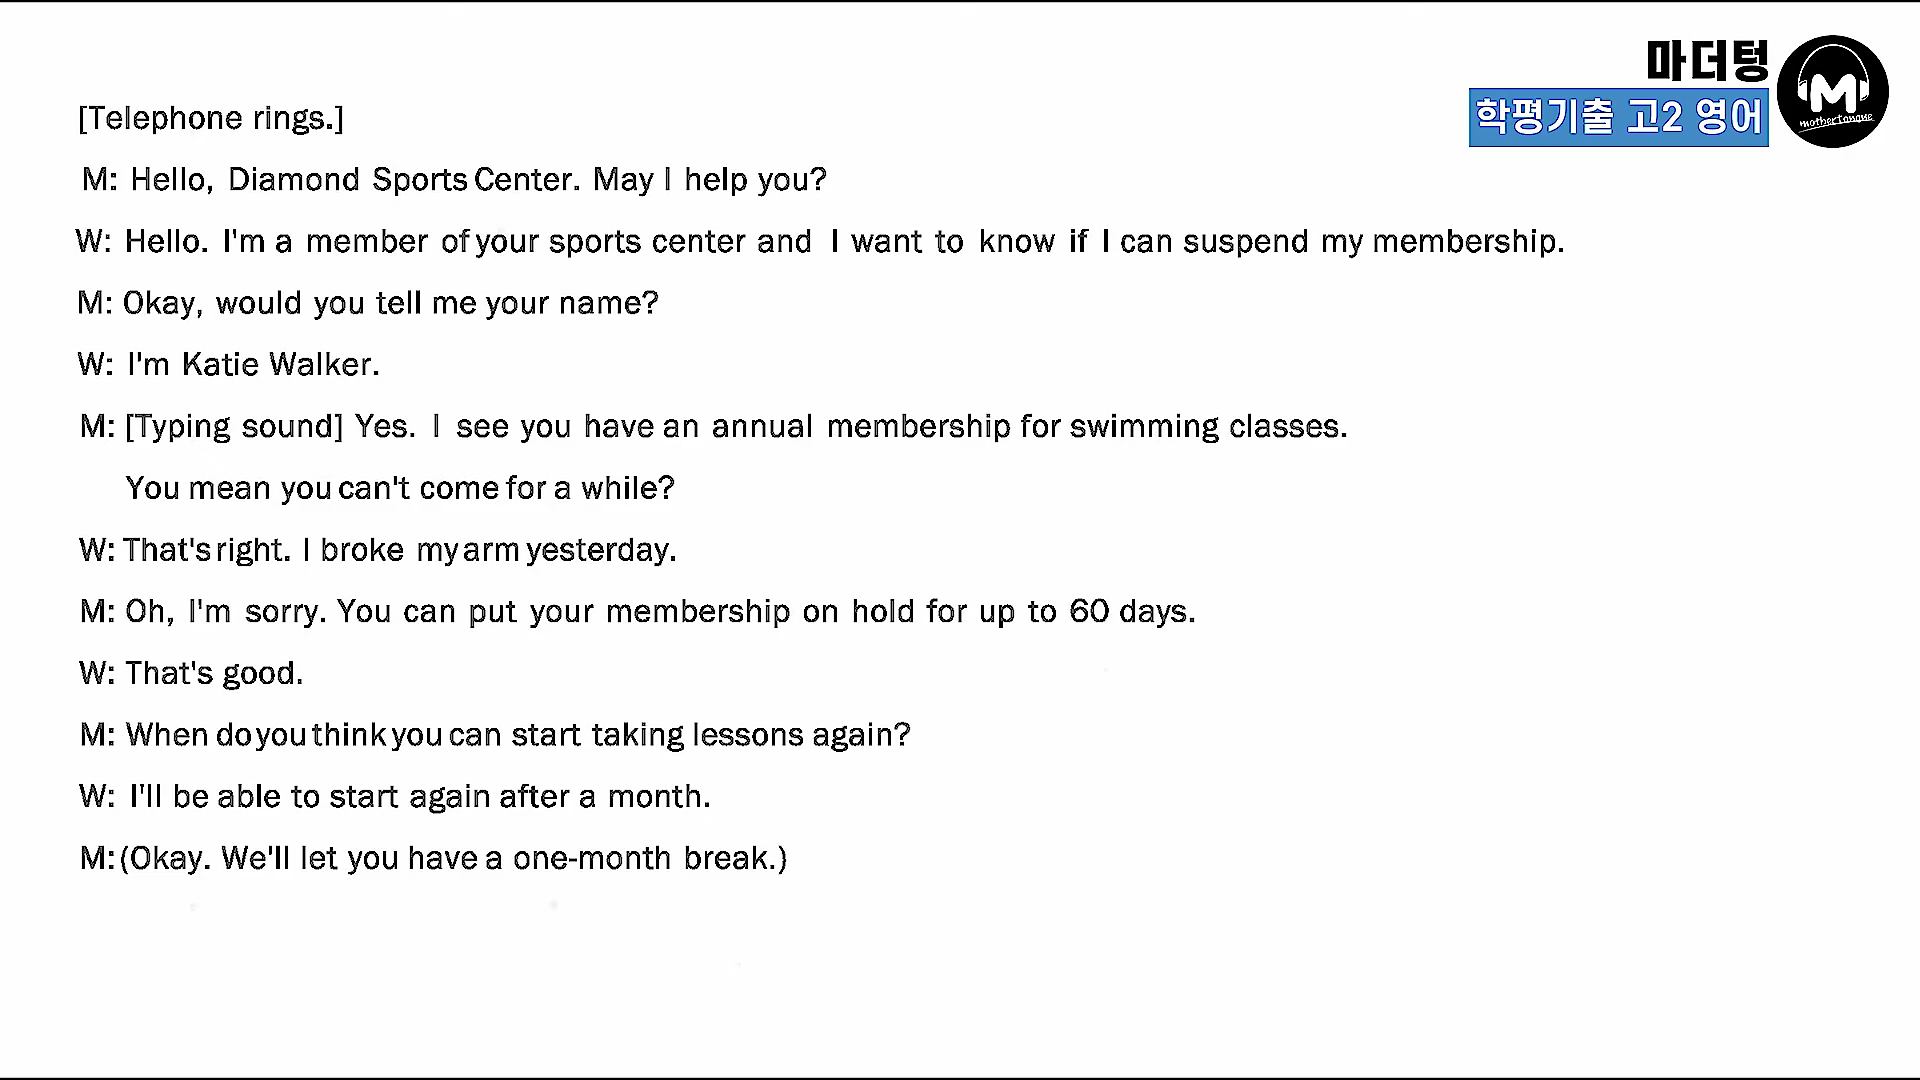 마더텅
학평기출 고2 영어
M
mothertongue
[Telephone rings.]
M: Hello, Diamond Sports Center. May I help you?
W: Hello. I'm a member of your sports center and I want to know if I can suspend my membership.
M: Okay, would you tell me your name?
W: I'm Katie Walker.
M: [Typing sound] Yes. I see you have an annual membership for swimming classes.
You mean you can't come for a while?
W: That's right. I broke my arm yesterday.
M: Oh, I'm sorry. You can put your membership on hold for up to 60 days.
W: That's good.
M: When do you think you can start taking lessons again?
W: I'll be able to start again after a month.
M: (Okay. We'll let you have a one-month break.)